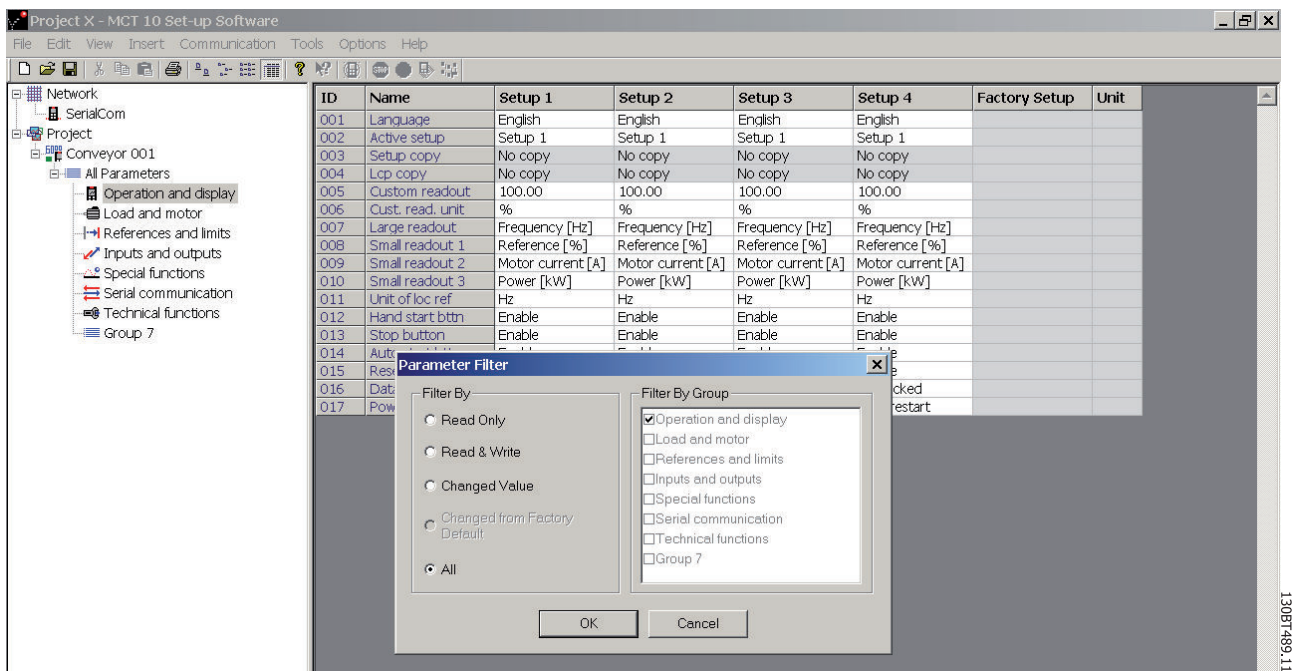 Project X - MCT 10 Set-up Software
File Edit View Insert Communication Tools Options Help
Network
SerialCom
Project
Conveyor 001
All Parameters
Operation and display
Load and motor
References and limits
Inputs and outputs
Special functions
Serial communication
Technical functions
Group 7
ID Name Setup 1 Setup 2 Setup 3 Setup 4 Factory Setup Unit
001 Language English English English English
002 Active setup Setup 1 Setup 1 Setup 1 Setup 1
003 Setup copy No copy No copy No copy No copy
004 Lcp copy No copy No copy No copy No copy
005 Custom readout 100.00 100.00 100.00 100.00
006 Cust. read. unit % % % %
007 Large readout Frequency [Hz] Frequency [Hz] Frequency [Hz] Frequency [Hz]
008 Small readout 1 Reference [%] Reference [%] Reference [%] Reference [%]
009 Small readout 2 Motor current [A] Motor current [A] Motor current [A] Motor current [A]
010 Small readout 3 Power [kW] Power [kW] Power [kW] Power [kW]
011 Unit of loc ref Hz Hz Hz Hz
012 Hand start bttn Enable Enable Enable Enable
013 Stop button Enable Enable Enable Enable
014
015
016
017 restart
Parameter Filter
Filter By
Read Only
Read & Write
Changed Value
Changed from Factory
Default
All
Filter By Group
Operation and display
Load and motor
References and limits
Inputs and outputs
Special functions
Serial communication
Technical functions
Group 7
OK Cancel
130BT489.11